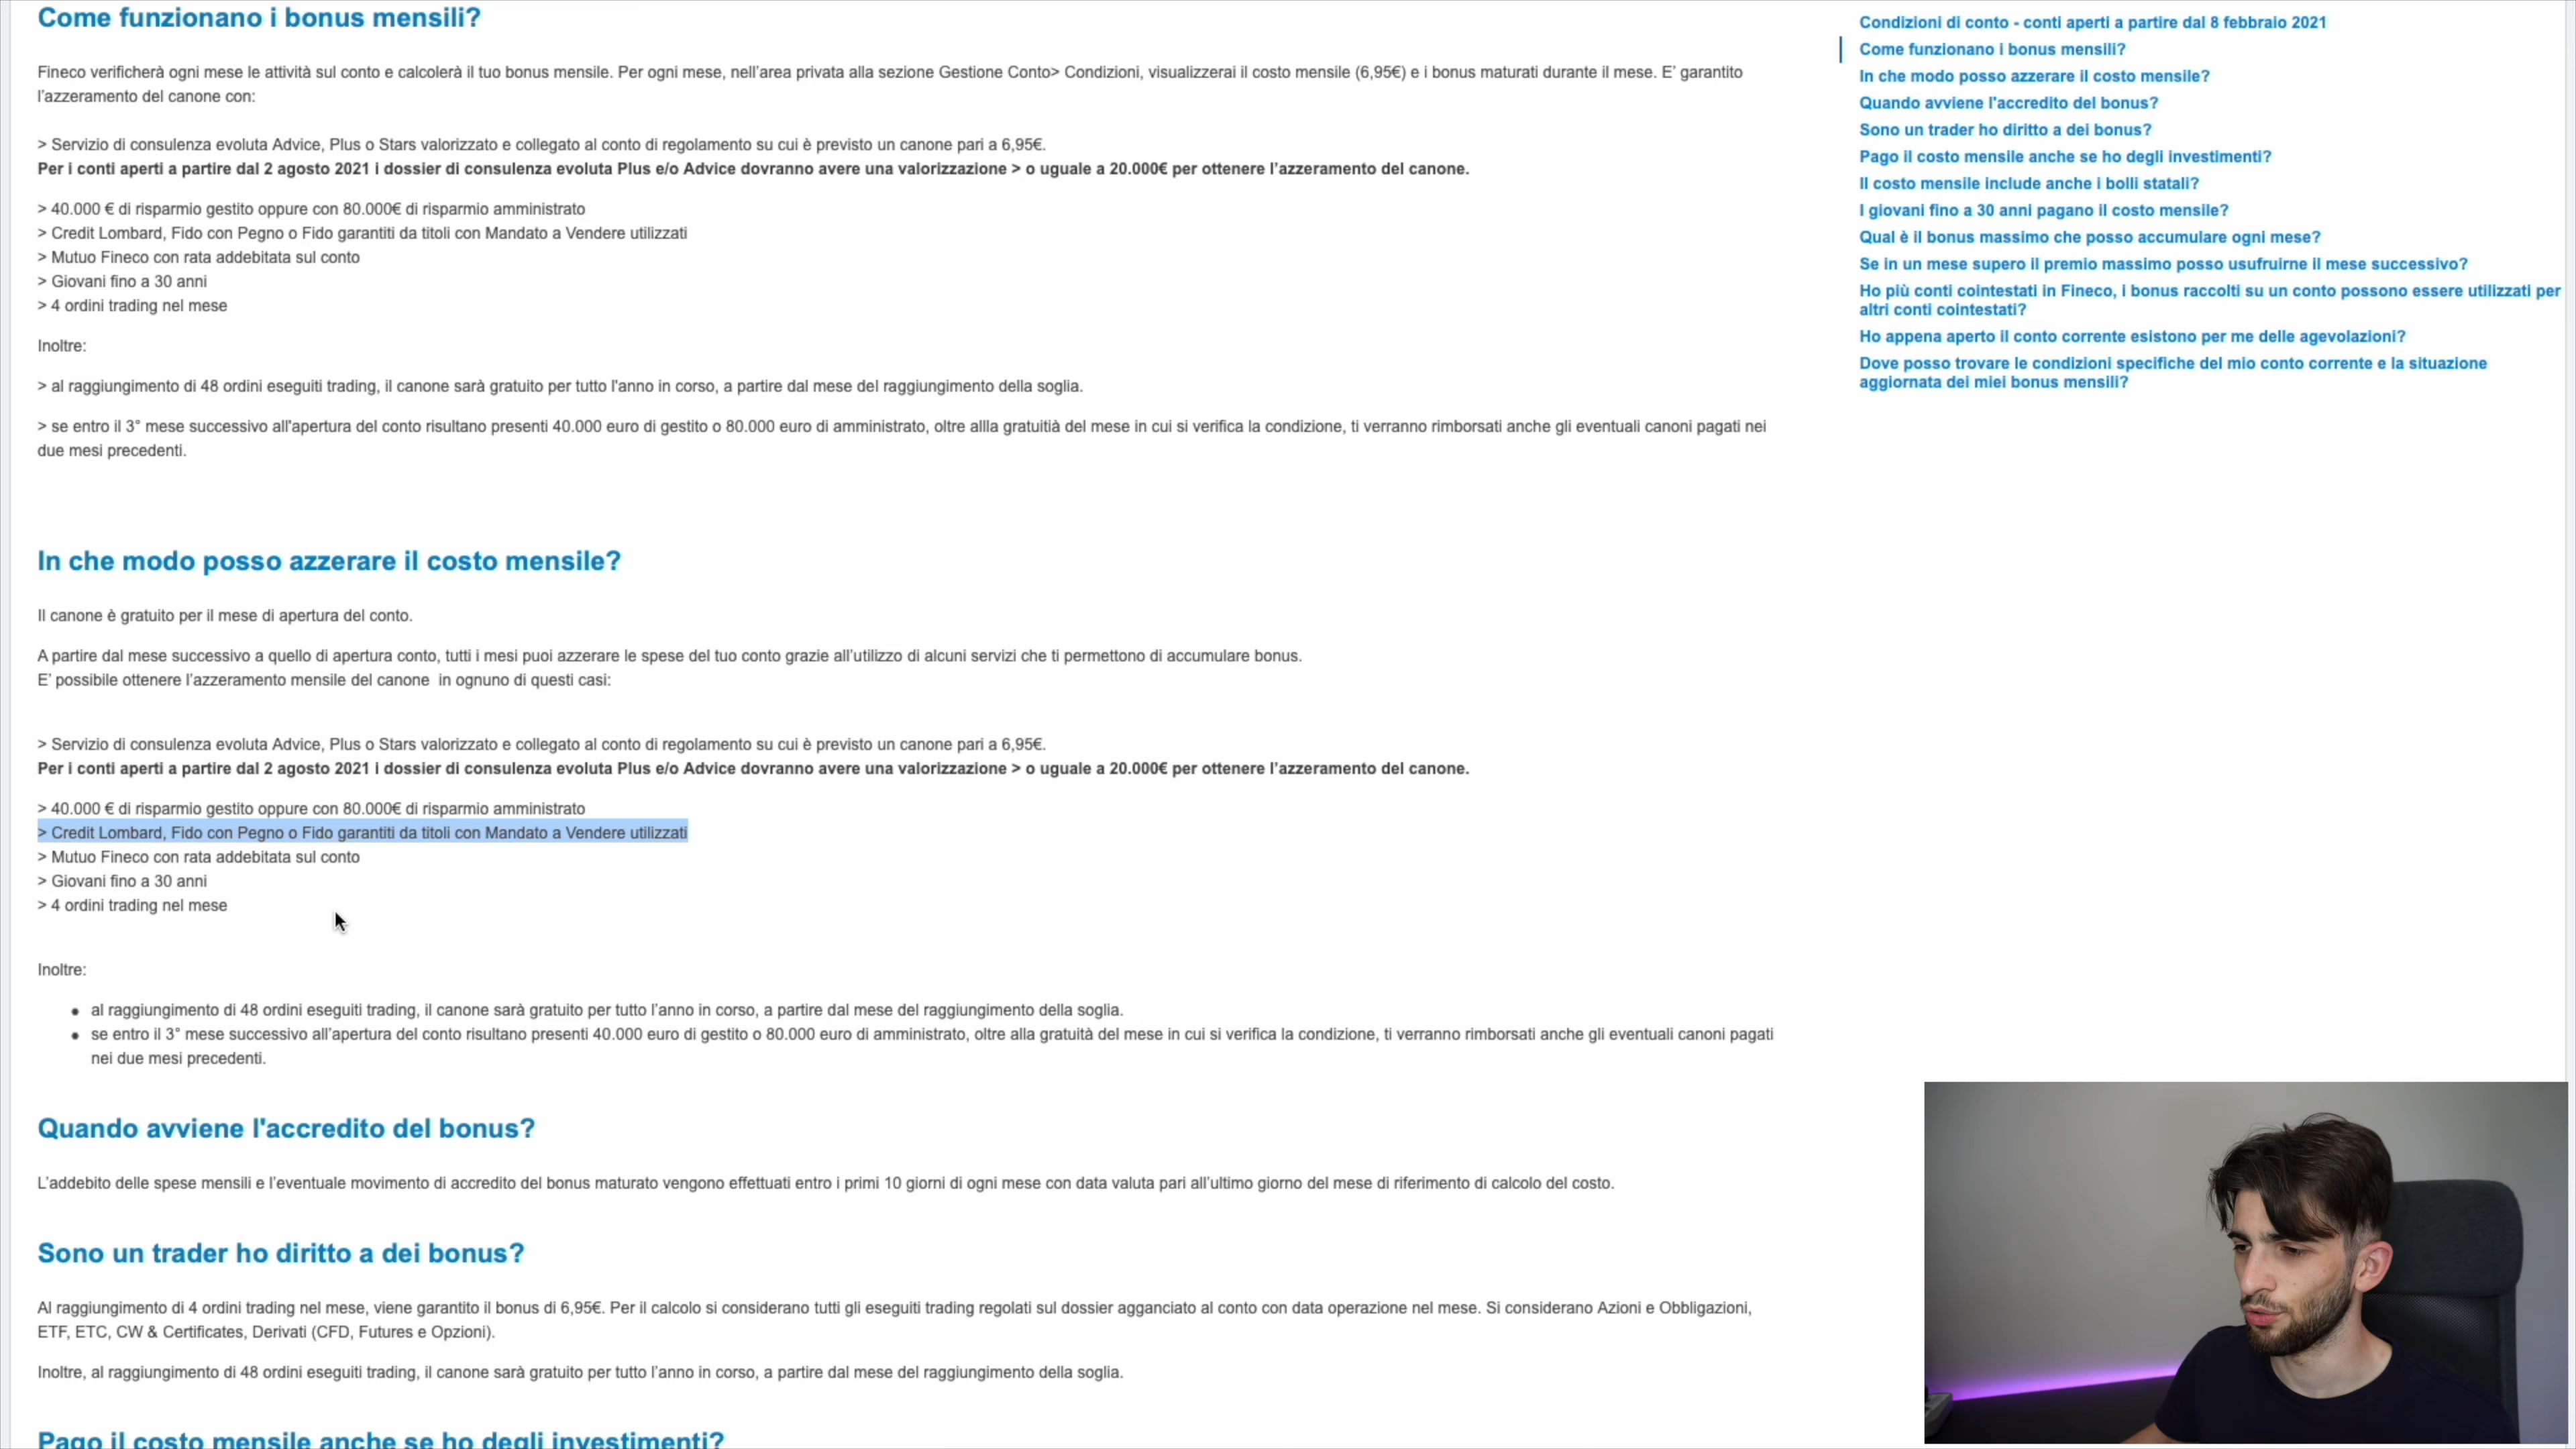 Come funzionano i bonus mensili?
Fineco verificherà ogni mese le attività sul conto e calcolerà il tuo bonus mensile. Per ogni mese, nell’area privata alla sezione Gestione Conto> Condizioni, visualizzerai il costo mensile (6,95€) e i bonus maturati durante il mese. E’ garantito
l’azzeramento del canone con:
> Servizio di consulenza evoluta Advice, Plus o Stars valorizzato e collegato al conto di regolamento su cui è previsto un canone pari a 6,95€.
Per i conti aperti a partire dal 2 agosto 2021 i dossier di consulenza evoluta Plus e/o Advice dovranno avere una valorizzazione > o uguale a 20.000€ per ottenere l’azzeramento del canone.
> 40.000 € di risparmio gestito oppure con 80.000€ di risparmio amministrato
> Credit Lombard, Fido con Pegno o Fido garantiti da titoli con Mandato a Vendere utilizzati
> Mutuo Fineco con rata addebitata sul conto
> Giovani fino a 30 anni
> 4 ordini trading nel mese
Inoltre:
> al raggiungimento di 48 ordini eseguiti trading, il canone sarà gratuito per tutto l'anno in corso, a partire dal mese del raggiungimento della soglia.
> se entro il 3° mese successivo all'apertura del conto risultano presenti 40.000 euro di gestito o 80.000 euro di amministrato, oltre allla gratuitià del mese in cui si verifica la condizione, ti verranno rimborsati anche gli eventuali canoni pagati nei
due mesi precedenti.
In che modo posso azzerare il costo mensile?
Il canone è gratuito per il mese di apertura del conto.
A partire dal mese successivo a quello di apertura conto, tutti i mesi puoi azzerare le spese del tuo conto grazie all’utilizzo di alcuni servizi che ti permettono di accumulare bonus.
E’ possibile ottenere l’azzeramento mensile del canone  in ognuno di questi casi:
> Servizio di consulenza evoluta Advice, Plus o Stars valorizzato e collegato al conto di regolamento su cui è previsto un canone pari a 6,95€.
Per i conti aperti a partire dal 2 agosto 2021 i dossier di consulenza evoluta Plus e/o Advice dovranno avere una valorizzazione > o uguale a 20.000€ per ottenere l’azzeramento del canone.
> 40.000 € di risparmio gestito oppure con 80.000€ di risparmio amministrato
> Credit Lombard, Fido con Pegno o Fido garantiti da titoli con Mandato a Vendere utilizzati
> Mutuo Fineco con rata addebitata sul conto
> Giovani fino a 30 anni
> 4 ordini trading nel mese
Inoltre:
● al raggiungimento di 48 ordini eseguiti trading, il canone sarà gratuito per tutto l’anno in corso, a partire dal mese del raggiungimento della soglia.
● se entro il 3° mese successivo all’apertura del conto risultano presenti 40.000 euro di gestito o 80.000 euro di amministrato, oltre alla gratuità del mese in cui si verifica la condizione, ti verranno rimborsati anche gli eventuali canoni pagati
nei due mesi precedenti.
Quando avviene l'accredito del bonus?
L’addebito delle spese mensili e l’eventuale movimento di accredito del bonus maturato vengono effettuati entro i primi 10 giorni di ogni mese con data valuta pari all’ultimo giorno del mese di riferimento di calcolo del costo.
Sono un trader ho diritto a dei bonus?
Al raggiungimento di 4 ordini trading nel mese, viene garantito il bonus di 6,95€. Per il calcolo si considerano tutti gli eseguiti trading regolati sul dossier agganciato al conto con data operazione nel mese. Si considerano Azioni e Obbligazioni,
ETF, ETC, CW & Certificates, Derivati (CFD, Futures e Opzioni).
Inoltre, al raggiungimento di 48 ordini eseguiti trading, il canone sarà gratuito per tutto l’anno in corso, a partire dal mese del raggiungimento della soglia.
Pago il costo mensile anche se ho degli investimenti?
Condizioni di conto - conti aperti a partire dal 8 febbraio 2021
Come funzionano i bonus mensili?
In che modo posso azzerare il costo mensile?
Quando avviene l'accredito del bonus?
Sono un trader ho diritto a dei bonus?
Pago il costo mensile anche se ho degli investimenti?
Il costo mensile include anche i bolli statali?
I giovani fino a 30 anni pagano il costo mensile?
Qual è il bonus massimo che posso accumulare ogni mese?
Se in un mese supero il premio massimo posso usufruirne il mese successivo?
Ho più conti cointestati in Fineco, i bonus raccolti su un conto possono essere utilizzati per
altri conti cointestati?
Ho appena aperto il conto corrente esistono per me delle agevolazioni?
Dove posso trovare le condizioni specifiche del mio conto corrente e la situazione
aggiornata dei miei bonus mensili?